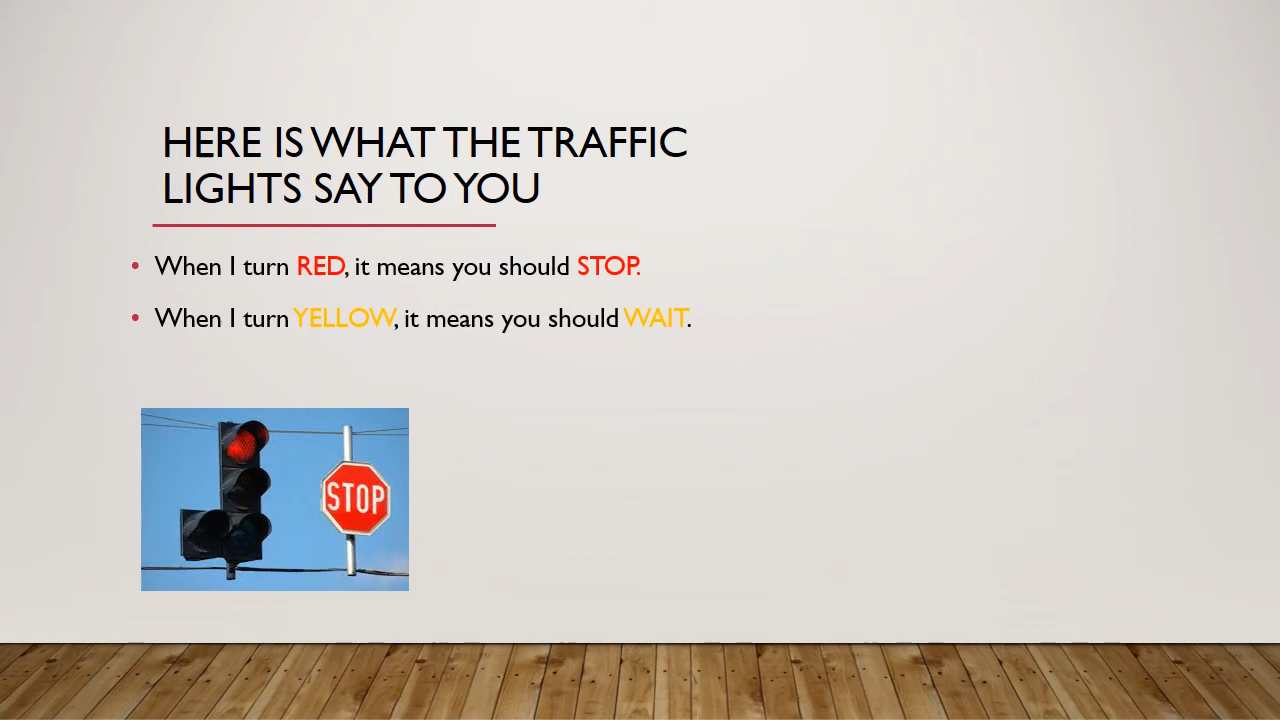 HERE IS WHAT THE TRAFFIC
LIGHTS SAY TO YOU
• When I turn RED, it means you should STOP.
• When I turn YELLOW, it means you should WAIT.
STOP